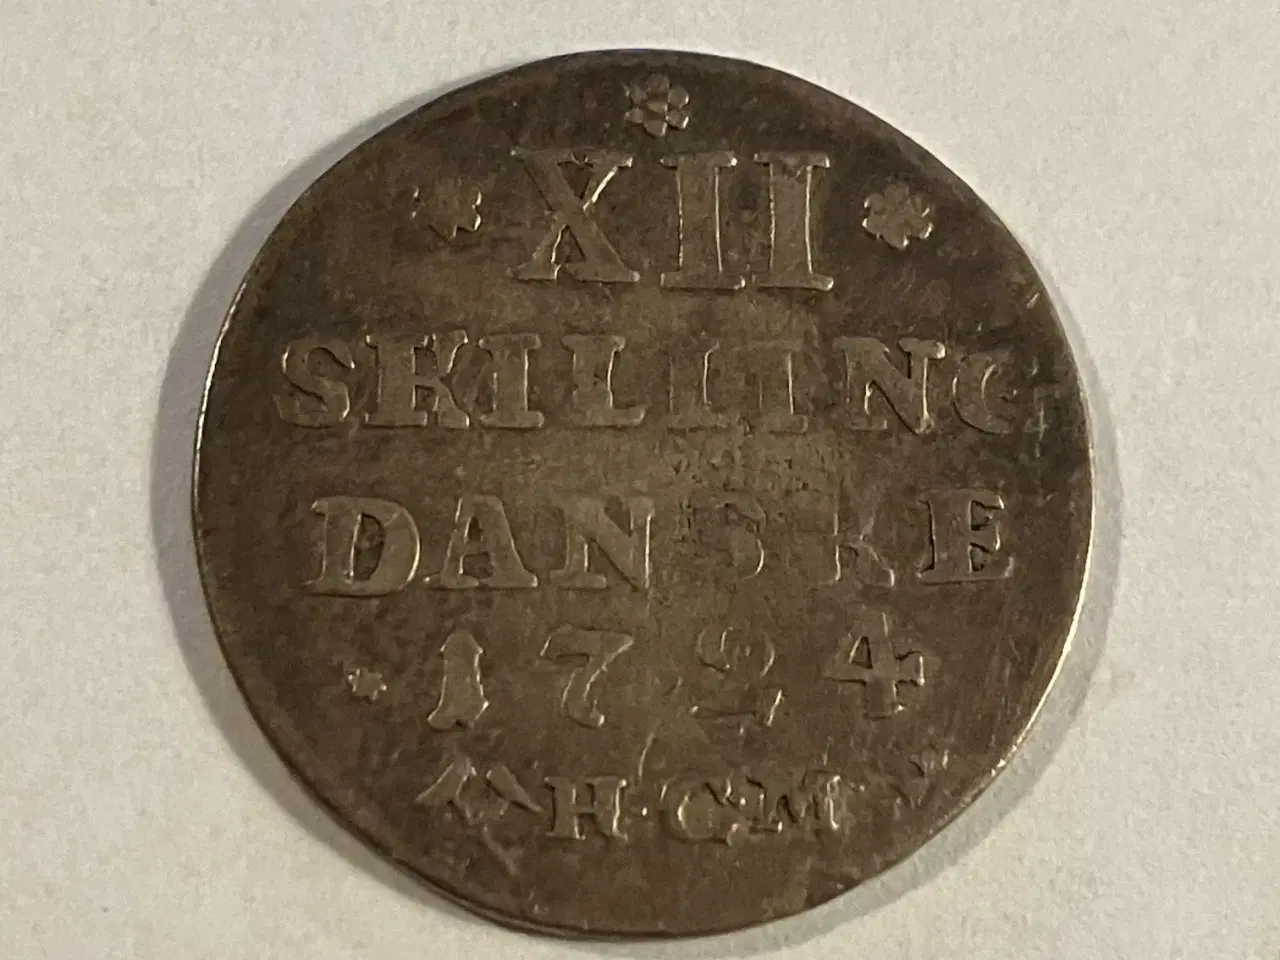 XII
SKILLING
DANSKE
1724
H·C·M